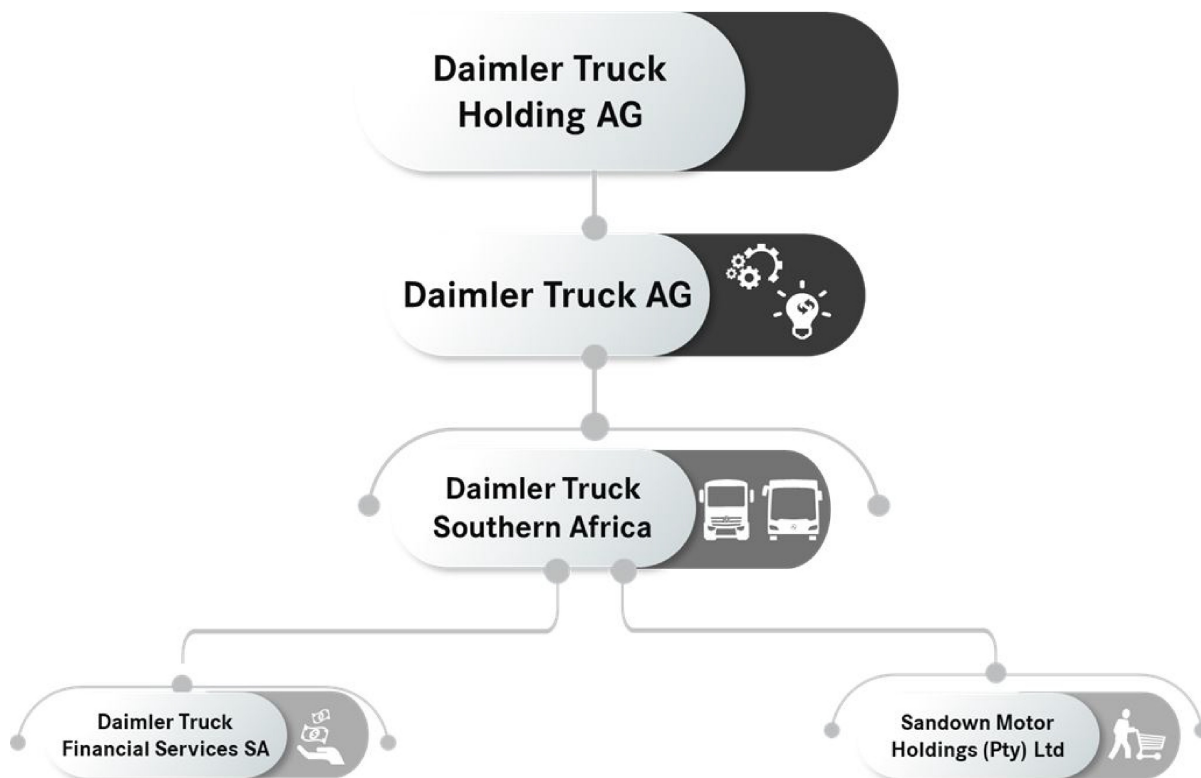 Daimler Truck
Holding AG
Daimler Truck AG
Daimler Truck
Southern Africa
Daimler Truck
Financial Services SA
Sandown Motor
Holdings (Pty) Ltd